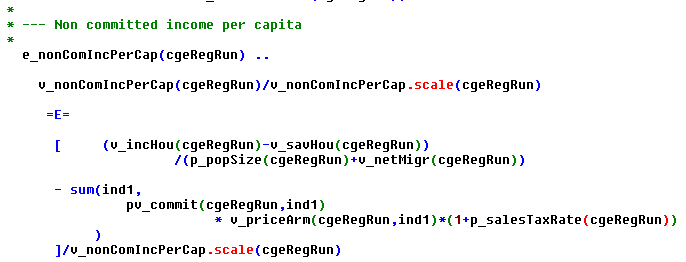 *
* --- Non committed income per capita
*
e_nonComIncPerCap(cgeRegRun) ..
v_nonComIncPerCap(cgeRegRun)/v_nonComIncPerCap.scale(cgeRegRun)
=E=
[ (v_incHou(cgeRegRun)-v_savHou(cgeRegRun))
/(p_popSize(cgeRegRun)+v_netMigr(cgeRegRun))
- sum(ind1,
pv_commit(cgeRegRun,ind1)
* v_priceArm(cgeRegRun,ind1)*(1+p_salesTaxRate(cgeRegRun))
)
]/v_nonComIncPerCap.scale(cgeRegRun)